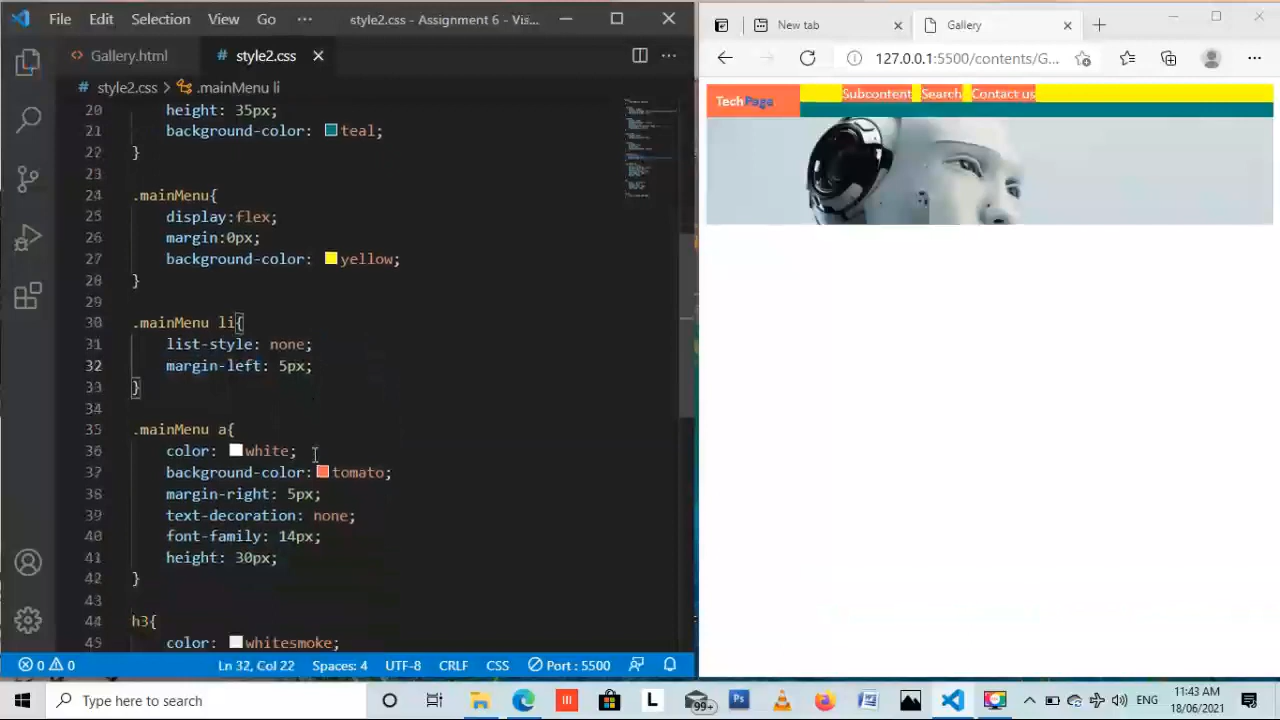 File Edit Selection View Go ··· style2.css - Assignment 6 - Vis...
Gallery.html # style2.css
# style2.css > .mainMenu li
20 height: 35px;
21 background-color: teal;
22 }
23
24 .mainMenu{
25 display:flex;
26 margin:0px;
27 background-color: yellow;
28 }
29
30 .mainMenu li{
31 list-style: none;
32 margin-left: 5px;
33 }
34
35 .mainMenu a{
36 color: white;
37 background-color: tomato;
38 margin-right: 5px;
39 text-decoration: none;
40 font-family: 14px;
41 height: 30px;
42 }
43
44 h3{
45 color: whitesmoke;
0 0 Ln 32, Col 22 Spaces: 4 UTF-8 CRLF CSS Port : 5500
New tab Gallery
127.0.0.1:5500/contents/G...
TechPage Subcontent Search Contact us
Type here to search L 99+ Ps ENG 11:43 AM
18/06/2021